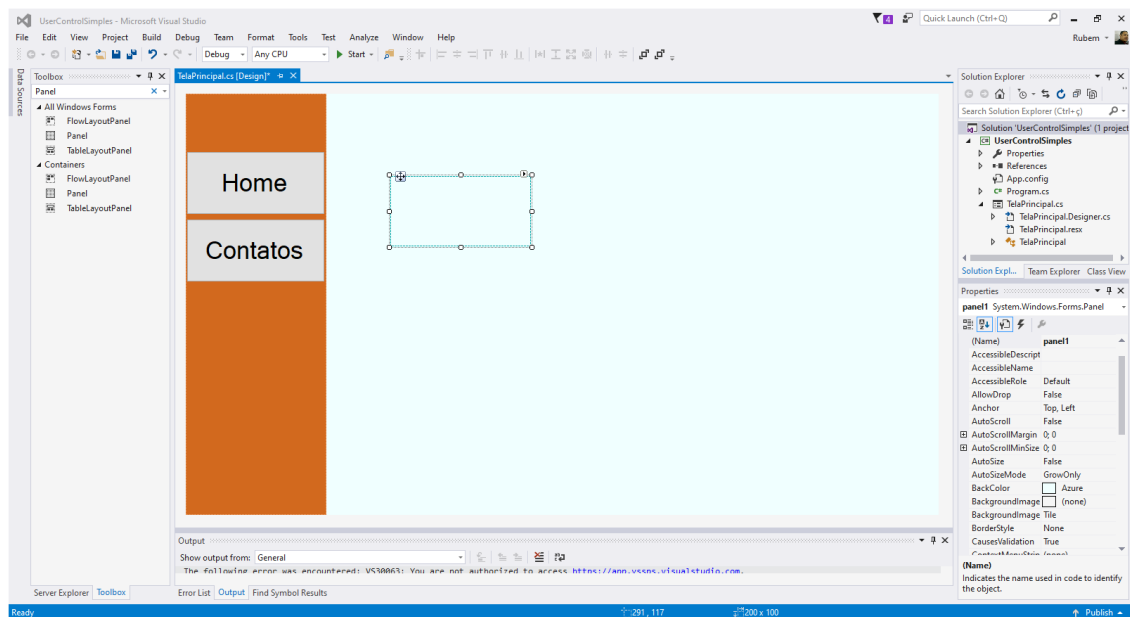 UserControlSimples - Microsoft Visual Studio
4
Quick Launch (Ctrl+Q)
File Edit View Project Build Debug Team Format Tools Test Analyze Window Help
Rubem
Debug Any CPU Start
Data Sources
Toolbox
Panel
All Windows Forms
FlowLayoutPanel
Panel
TableLayoutPanel
Containers
FlowLayoutPanel
Panel
TableLayoutPanel
Server Explorer Toolbox
TelaPrincipal.cs [Design]*
Home
Contatos
Output
Show output from: General
The following error was encountered: VS30063: You are not authorized to access https://app.vssps.visualstudio.com.
Error List Output Find Symbol Results
Solution Explorer
Search Solution Explorer (Ctrl+ç)
Solution 'UserControlSimples' (1 project
UserControlSimples
Properties
References
App.config
Program.cs
TelaPrincipal.cs
TelaPrincipal.Designer.cs
TelaPrincipal.resx
TelaPrincipal
Solution Expl... Team Explorer Class View
Properties
panel1 System.Windows.Forms.Panel
(Name) panel1
AccessibleDescript
AccessibleName
AccessibleRole Default
AllowDrop False
Anchor Top, Left
AutoScroll False
AutoScrollMargin 0; 0
AutoScrollMinSize 0; 0
AutoSize False
AutoSizeMode GrowOnly
BackColor Azure
BackgroundImage (none)
BackgroundImage Tile
BorderStyle None
CausesValidation True
ContextMenuStrip (none)
(Name)
Indicates the name used in code to identify
the object.
Ready 291 , 117 200 x 100 Publish